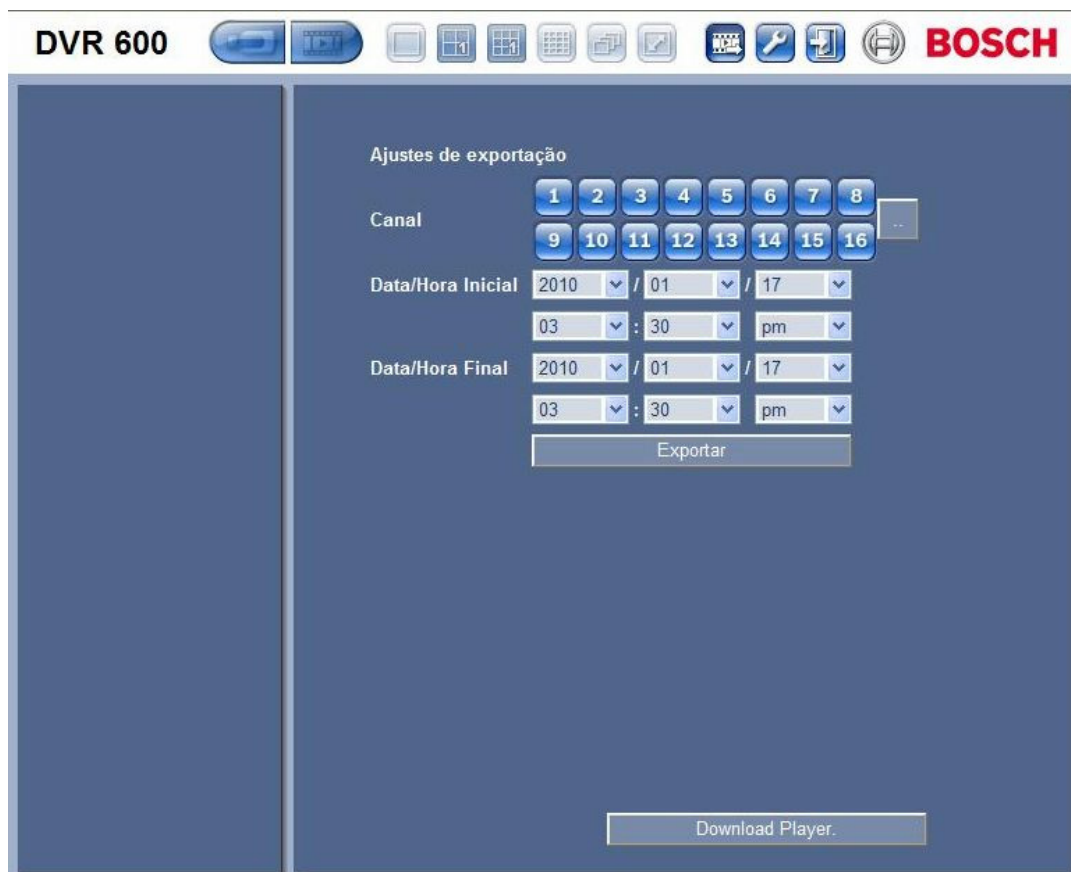 DVR 600 BOSCH
Ajustes de exportação
1 2 3 4 5 6 7 8
Canal ..
9 10 11 12 13 14 15 16
Data/Hora Inicial 2010 / 01 / 17
03 : 30 pm
Data/Hora Final 2010 / 01 / 17
03 : 30 pm
Exportar
Download Player.